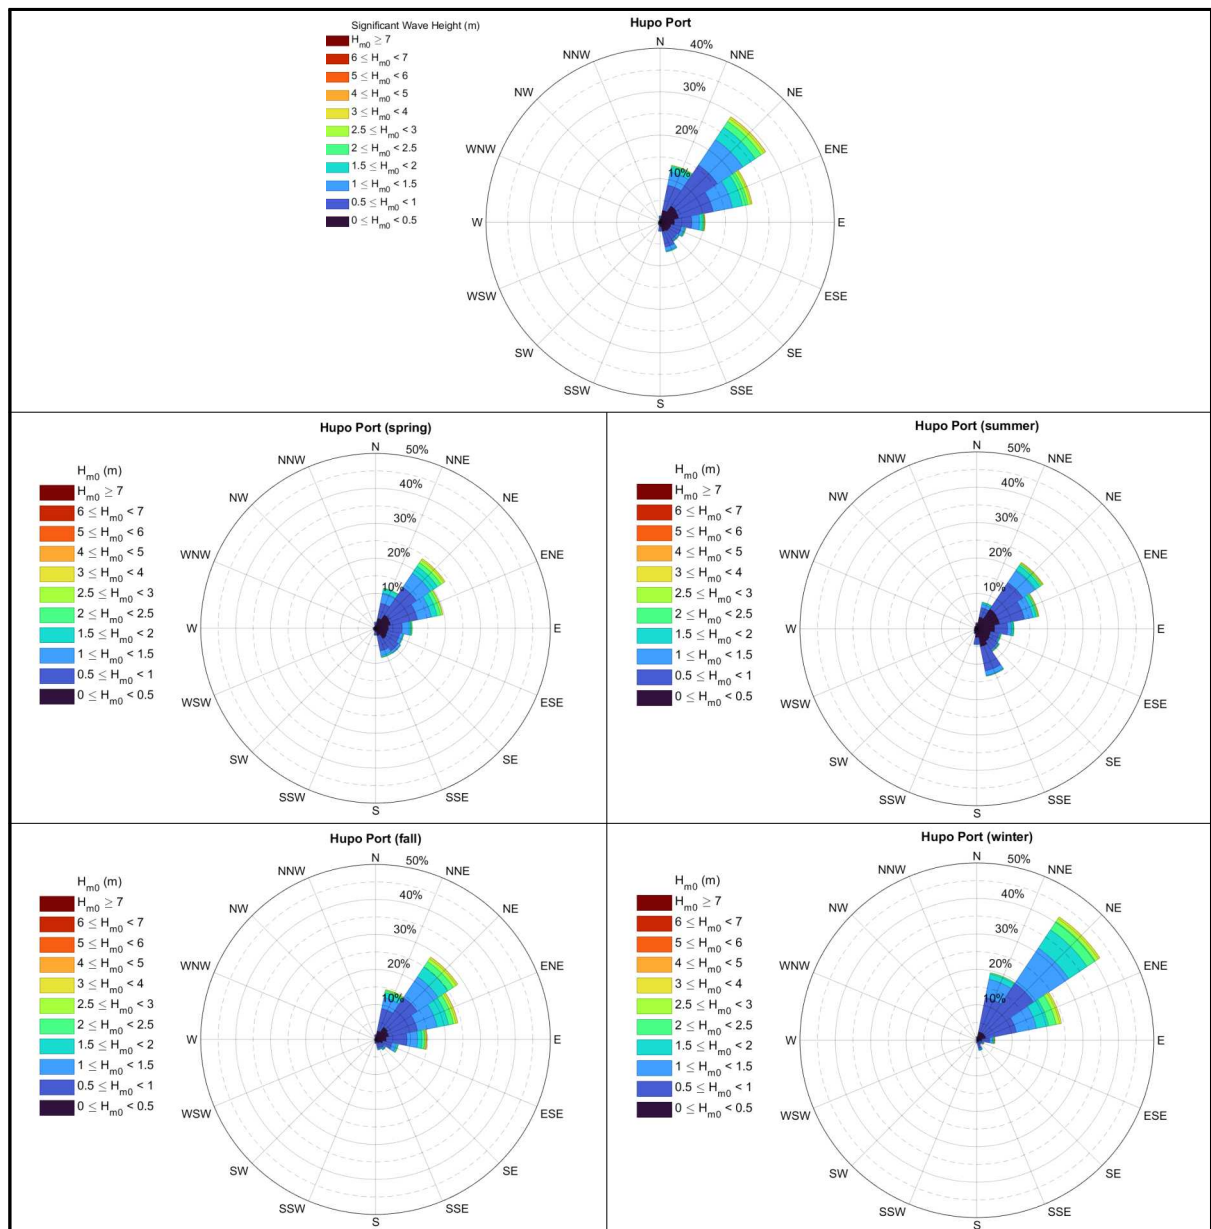 Significant Wave Height (m)
H_m0 ≥ 7
6 ≤ H_m0 < 7
5 ≤ H_m0 < 6
4 ≤ H_m0 < 5
3 ≤ H_m0 < 4
2.5 ≤ H_m0 < 3
2 ≤ H_m0 < 2.5
1.5 ≤ H_m0 < 2
1 ≤ H_m0 < 1.5
0.5 ≤ H_m0 < 1
0 ≤ H_m0 < 0.5
Hupo Port
N
40%
NNE
30%
NE
20%
ENE
10%
E
ESE
SE
SSE
S
SSW
SW
WSW
W
WNW
NW
NNW
Hupo Port (spring)
H_m0 (m)
H_m0 ≥ 7
6 ≤ H_m0 < 7
5 ≤ H_m0 < 6
4 ≤ H_m0 < 5
3 ≤ H_m0 < 4
2.5 ≤ H_m0 < 3
2 ≤ H_m0 < 2.5
1.5 ≤ H_m0 < 2
1 ≤ H_m0 < 1.5
0.5 ≤ H_m0 < 1
0 ≤ H_m0 < 0.5
N
50%
NNE
40%
NE
30%
ENE
20%
10%
E
ESE
SE
SSE
S
SSW
SW
WSW
W
WNW
NW
NNW
Hupo Port (summer)
H_m0 (m)
H_m0 ≥ 7
6 ≤ H_m0 < 7
5 ≤ H_m0 < 6
4 ≤ H_m0 < 5
3 ≤ H_m0 < 4
2.5 ≤ H_m0 < 3
2 ≤ H_m0 < 2.5
1.5 ≤ H_m0 < 2
1 ≤ H_m0 < 1.5
0.5 ≤ H_m0 < 1
0 ≤ H_m0 < 0.5
N
50%
NNE
40%
NE
30%
ENE
20%
10%
E
ESE
SE
SSE
S
SSW
SW
WSW
W
WNW
NW
NNW
Hupo Port (fall)
H_m0 (m)
H_m0 ≥ 7
6 ≤ H_m0 < 7
5 ≤ H_m0 < 6
4 ≤ H_m0 < 5
3 ≤ H_m0 < 4
2.5 ≤ H_m0 < 3
2 ≤ H_m0 < 2.5
1.5 ≤ H_m0 < 2
1 ≤ H_m0 < 1.5
0.5 ≤ H_m0 < 1
0 ≤ H_m0 < 0.5
N
50%
NNE
40%
NE
30%
ENE
20%
10%
E
ESE
SE
SSE
S
SSW
SW
WSW
W
WNW
NW
NNW
Hupo Port (winter)
H_m0 (m)
H_m0 ≥ 7
6 ≤ H_m0 < 7
5 ≤ H_m0 < 6
4 ≤ H_m0 < 5
3 ≤ H_m0 < 4
2.5 ≤ H_m0 < 3
2 ≤ H_m0 < 2.5
1.5 ≤ H_m0 < 2
1 ≤ H_m0 < 1.5
0.5 ≤ H_m0 < 1
0 ≤ H_m0 < 0.5
N
50%
NNE
40%
NE
30%
ENE
20%
10%
E
ESE
SE
SSE
S
SSW
SW
WSW
W
WNW
NW
NNW